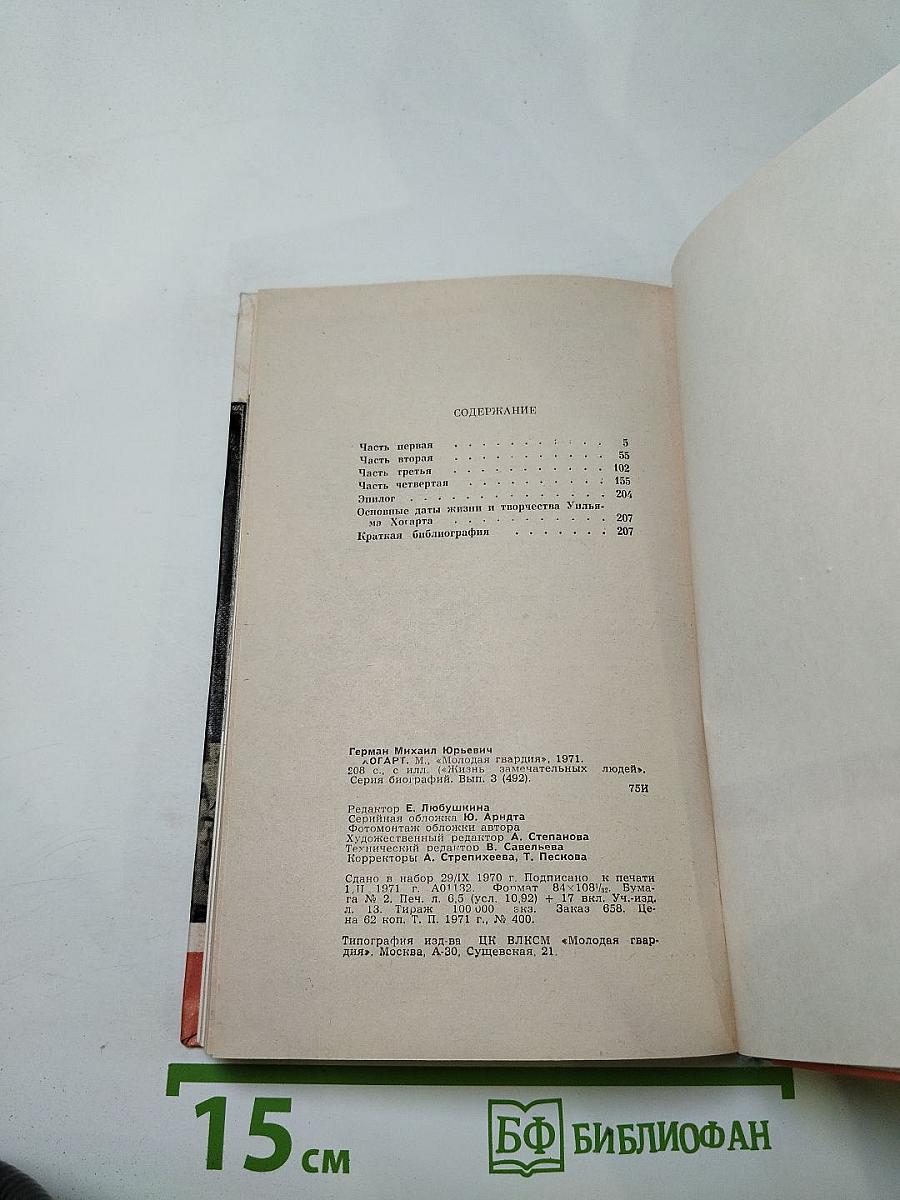 СОДЕРЖАНИЕ
Часть первая . . . . . . . . . . . 5
Часть вторая . . . . . . . . . . . 55
Часть третья . . . . . . . . . . . 102
Часть четвертая . . . . . . . . . . 155
Эпилог . . . . . . . . . . . . . 204
Основные даты жизни и творчества Уилья-
ма Хогарта . . . . . . . . . . . 207
Краткая библиография . . . . . . . 207
Герман Михаил Юрьевич
ХОГАРТ. М., «Молодая гвардия», 1971.
208 с., с илл. («Жизнь замечательных людей».
Серия биографий. Вып. 3 (492).
75И
Редактор Е. Любушкина
Серийная обложка Ю. Арндта
Фотомонтаж обложки автора
Художественный редактор А. Степанова
Технический редактор В. Савельева
Корректоры А. Стрепихеева, Т. Пескова
Сдано в набор 29/IX 1970 г. Подписано к печати
1/II 1971 г. А01132. Формат 84×108¹/₃₂. Бума-
га № 2. Печ. л. 6,5 (усл. 10,92) + 17 вкл. Уч.-изд.
л. 13. Тираж 100 000 экз. Заказ 658. Це-
на 62 коп. Т. П. 1971 г., № 400.
Типография изд-ва ЦК ВЛКСМ «Молодая гвар-
дия». Москва, А-30, Сущевская, 21.
15 см
БФ БИБЛИОФАН